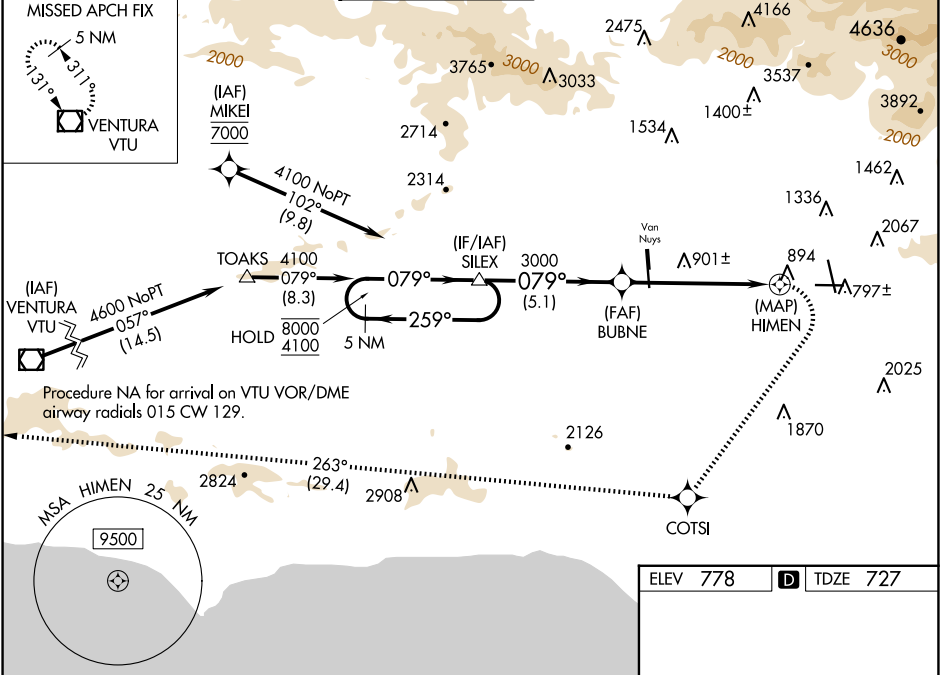 MISSED APCH FIX
5 NM
311°
131°
VENTURA
VTU
2000
3765
3000
3033
2475
4166
2000
4636
3000
3537
1400±
3892
2000
1534
(IAF)
MIKEI
7000
2714
2314
4100 NoPT
102°
(9.8)
1462
1336
2067
TOAKS
4100
079°
(8.3)
079°
(IF/IAF)
SILEX
3000
079°
(5.1)
Van
Nuys
901±
894
797±
(MAP)
HIMEN
(FAF)
BUBNE
(IAF)
VENTURA
VTU
4600 NoPT
057°
(14.5)
HOLD
8000
4100
259°
5 NM
Procedure NA for arrival on VTU VOR/DME
airway radials 015 CW 129.
2025
1870
2126
263°
(29.4)
2824
2908
COTSI
MSA HIMEN 25 NM
9500
ELEV 778
D
TDZE 727